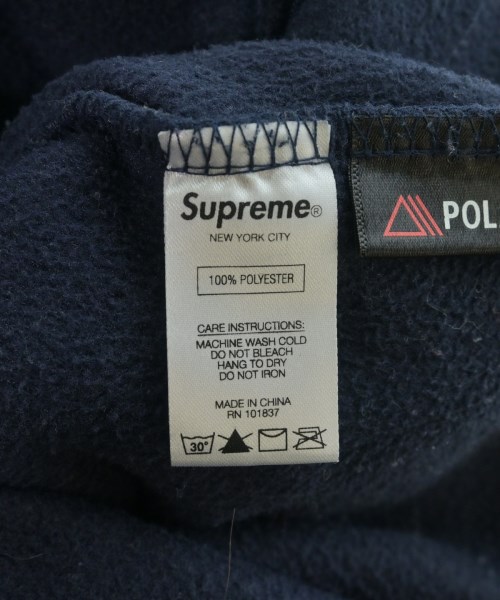 Supreme®
NEW YORK CITY
100% POLYESTER
CARE INSTRUCTIONS:
MACHINE WASH COLD
DO NOT BLEACH
HANG TO DRY
DO NOT IRON
MADE IN CHINA
RN 101837
30°
POL